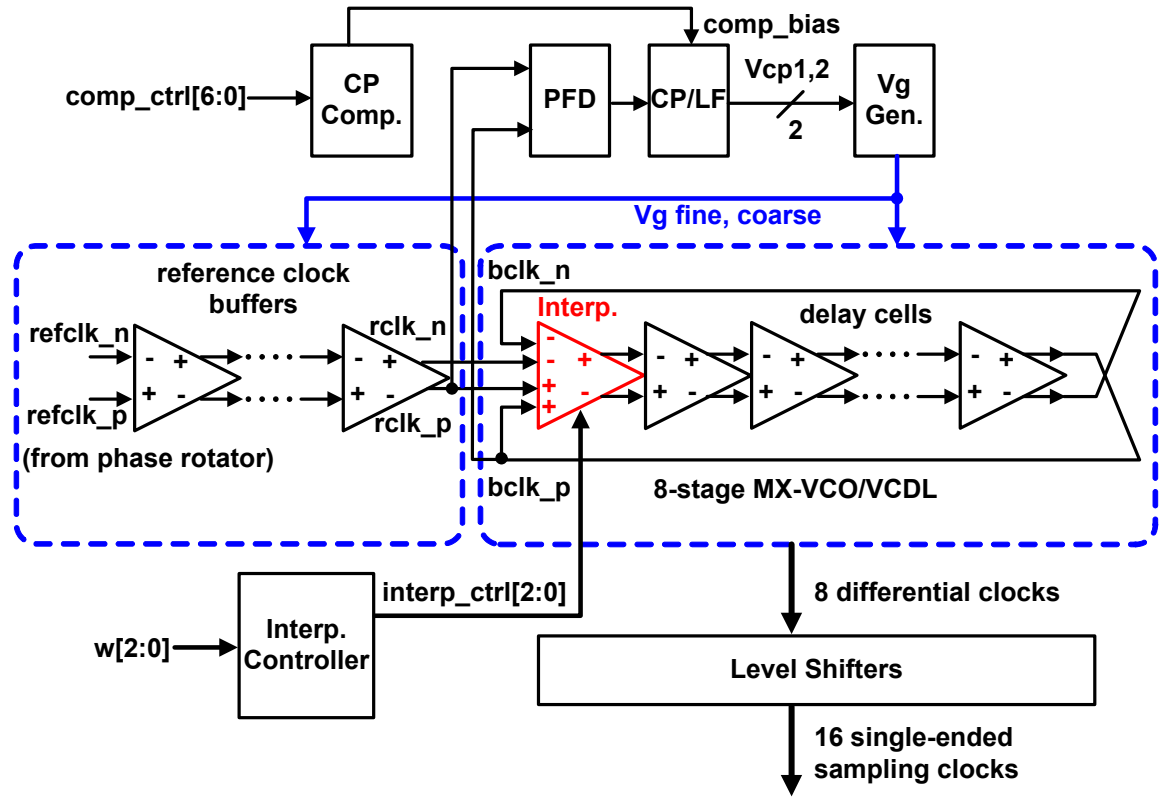 comp_bias
comp_ctrl[6:0]
CP
Comp.
PFD
CP/LF
Vcp1,2
2
Vg
Gen.
Vg fine, coarse
reference clock
buffers
refclk_n
refclk_p
(from phase rotator)
- +
+ -
rclk_n
- +
+ -
rclk_p
bclk_n
Interp.
-
- +
+ -
+
bclk_p
delay cells
- +
+ -
- +
+ -
- +
+ -
8-stage MX-VCO/VCDL
w[2:0]
Interp.
Controller
interp_ctrl[2:0]
8 differential clocks
Level Shifters
16 single-ended
sampling clocks